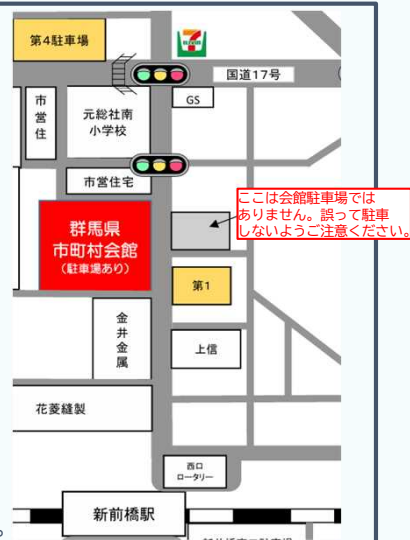 第4駐車場
国道17号
市営住
元総社南
小学校
GS
市営住宅
ここは会館駐車場では
ありません。誤って駐車
しないようご注意ください。
群馬県
市町村会館
(駐車場あり)
第1
金井金属
上信
花菱縫製
西口
ロータリー
新前橋駅